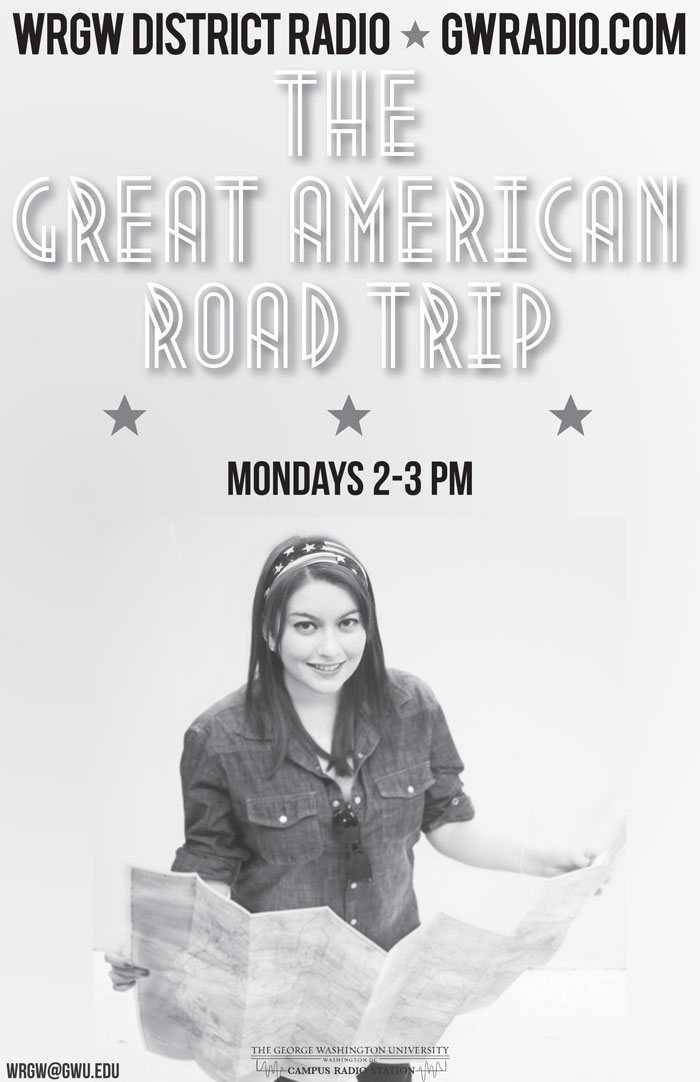 WRGW DISTRICT RADIO ★ GWRADIO.COM
THE
GREAT AMERICAN
ROAD TRIP
MONDAYS 2-3 PM
THE GEORGE WASHINGTON UNIVERSITY
WASHINGTON DC
CAMPUS RADIO STATION
WRGW@GWU.EDU